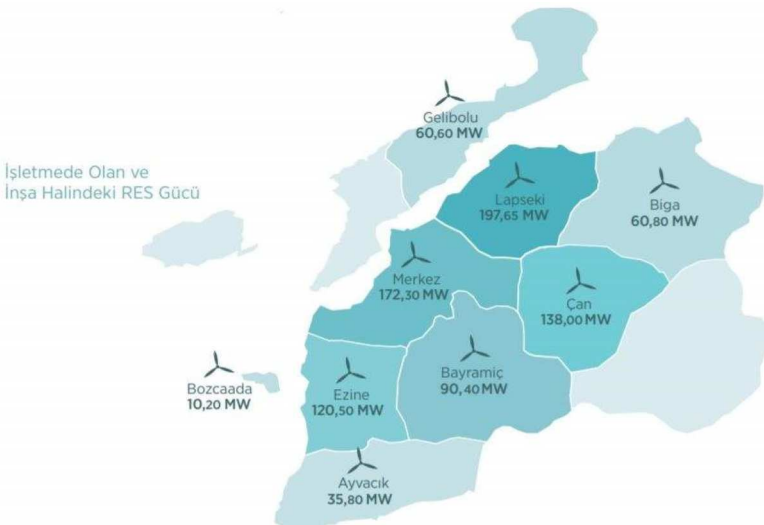 Gelibolu
60,60 MW
İşletmede Olan ve
İnşa Halindeki RES Gücü
Lapseki
197,65 MW
Biga
60,80 MW
Merkez
172,30 MW
Çan
138,00 MW
Bozcaada
10,20 MW
Ezine
120,50 MW
Bayramiç
90,40 MW
Ayvacık
35,80 MW